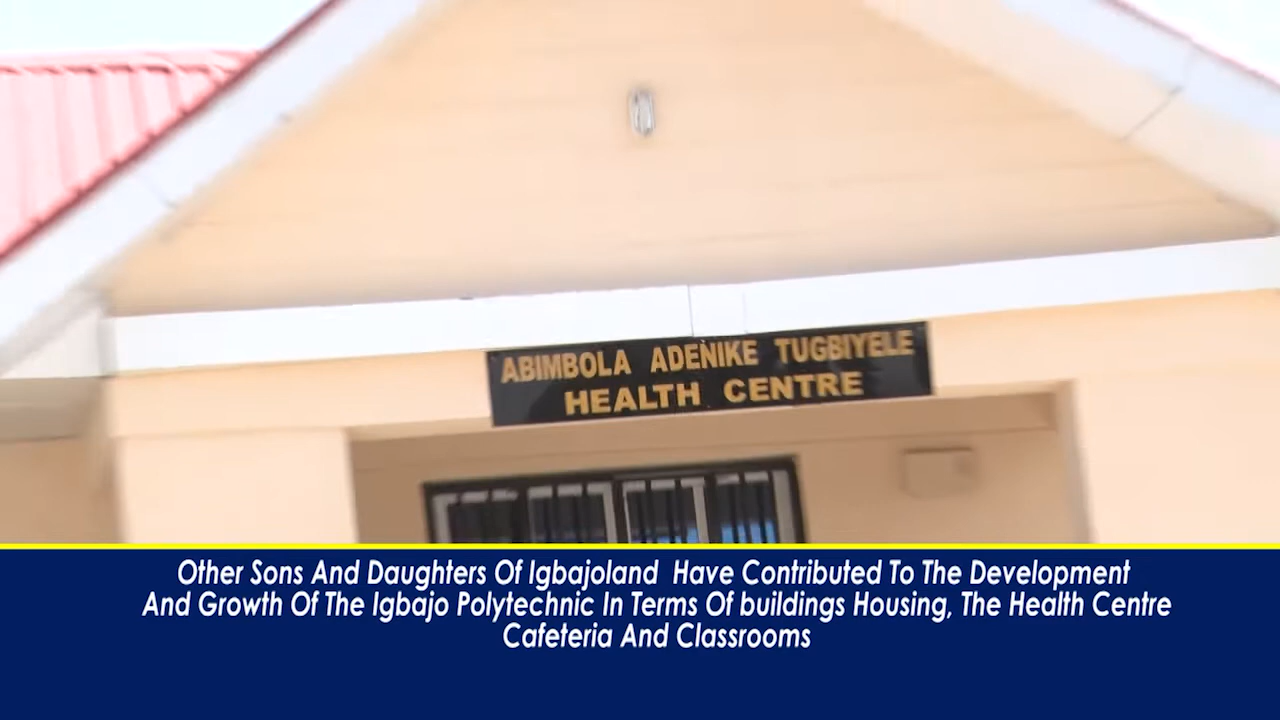 ABIMBOLA ADENIKE TUGBIYELE
HEALTH CENTRE
Other Sons And Daughters Of Igbajoland Have Contributed To The Development
And Growth Of The Igbajo Polytechnic In Terms Of buildings Housing, The Health Centre
Cafeteria And Classrooms